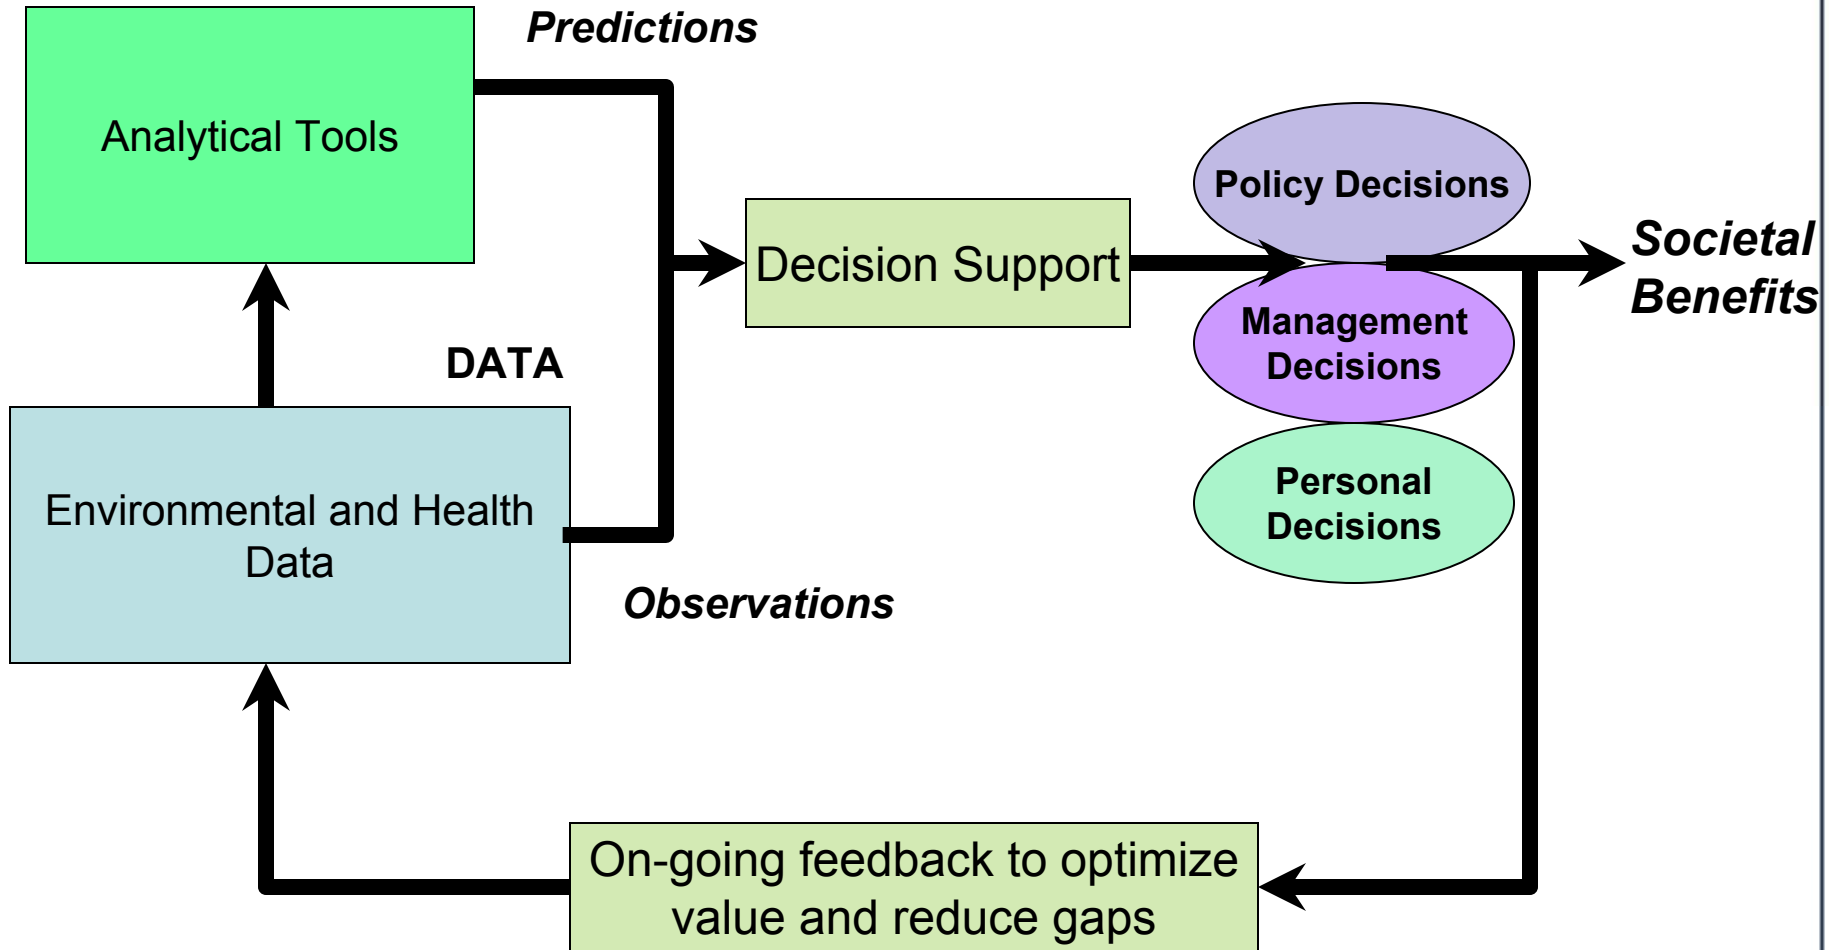 Predictions
Analytical Tools
Policy Decisions
Decision Support
Societal
Benefits
Management
Decisions
DATA
Personal
Decisions
Environmental and Health
Data
Observations
On-going feedback to optimize
value and reduce gaps